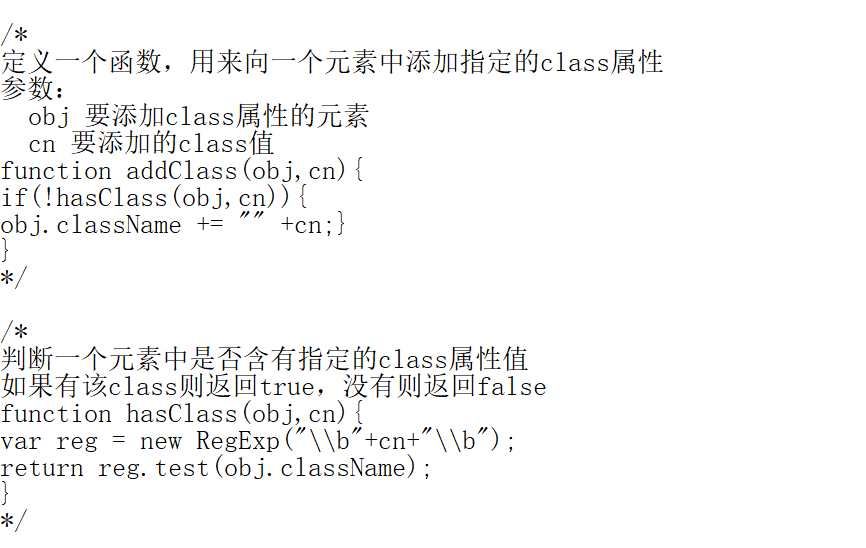 /*
定义一个函数，用来向一个元素中添加指定的class属性
参数：
  obj 要添加class属性的元素
  cn 要添加的class值
function addClass(obj,cn){
if(!hasClass(obj,cn)){
obj.className += "" +cn;}
}
*/

/*
判断一个元素中是否含有指定的class属性值
如果有该class则返回true，没有则返回false
function hasClass(obj,cn){
var reg = new RegExp("\\b"+cn+"\\b");
return reg.test(obj.className);
}
*/